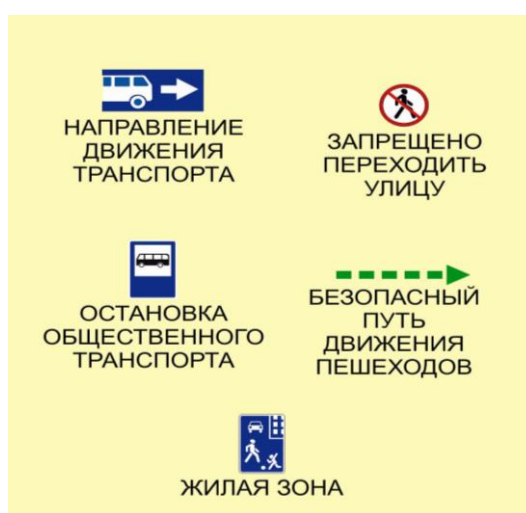 НАПРАВЛЕНИЕ
ДВИЖЕНИЯ
ТРАНСПОРТА
ЗАПРЕЩЕНО
ПЕРЕХОДИТЬ
УЛИЦУ
ОСТАНОВКА
ОБЩЕСТВЕННОГО
ТРАНСПОРТА
БЕЗОПАСНЫЙ
ПУТЬ
ДВИЖЕНИЯ
ПЕШЕХОДОВ
ЖИЛАЯ ЗОНА